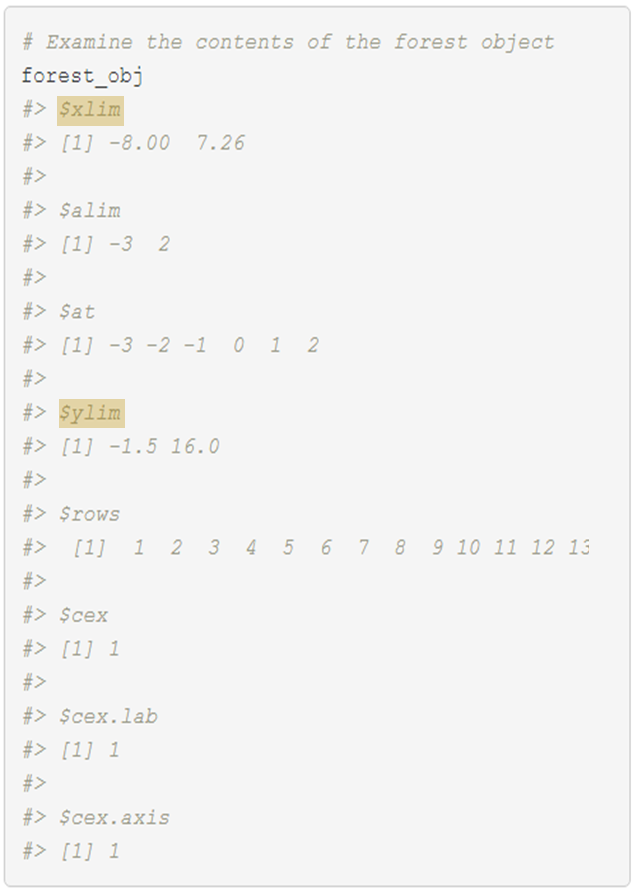 # Examine the contents of the forest object
forest_obj
#> $xlim
#> [1] -8.00  7.26
#>
#> $alim
#> [1] -3  2
#>
#> $at
#> [1] -3 -2 -1  0  1  2
#>
#> $ylim
#> [1] -1.5 16.0
#>
#> $rows
#>  [1]  1  2  3  4  5  6  7  8  9 10 11 12 13
#>
#> $cex
#> [1] 1
#>
#> $cex.lab
#> [1] 1
#>
#> $cex.axis
#> [1] 1